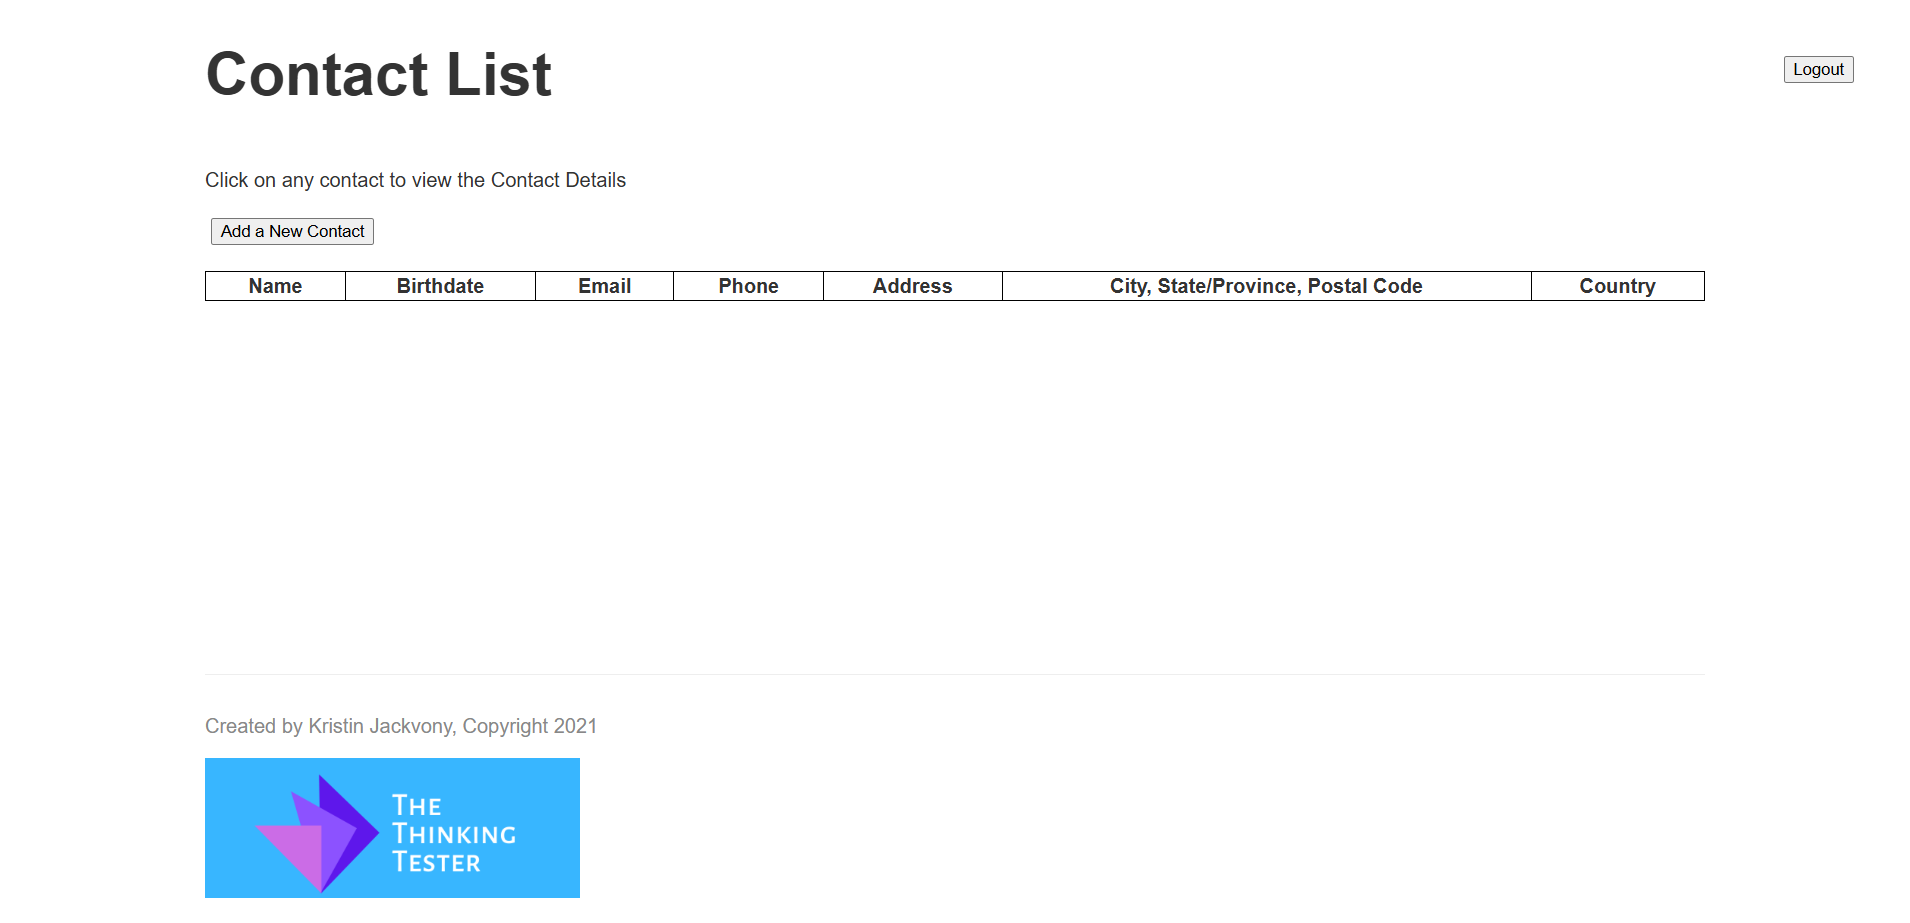 Contact List
Logout
Click on any contact to view the Contact Details
Add a New Contact
Name Birthdate Email Phone Address City, State/Province, Postal Code Country
Created by Kristin Jackvony, Copyright 2021
THE
THINKING
TESTER